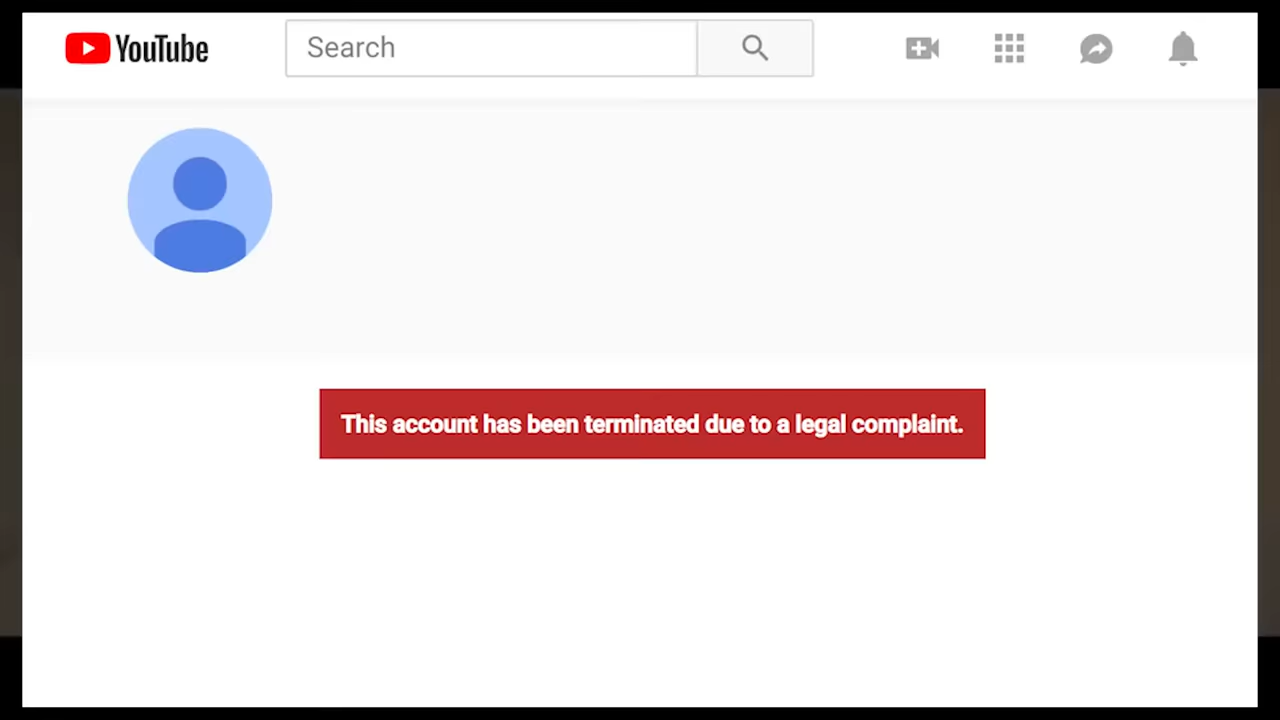 YouTube
Search
This account has been terminated due to a legal complaint.